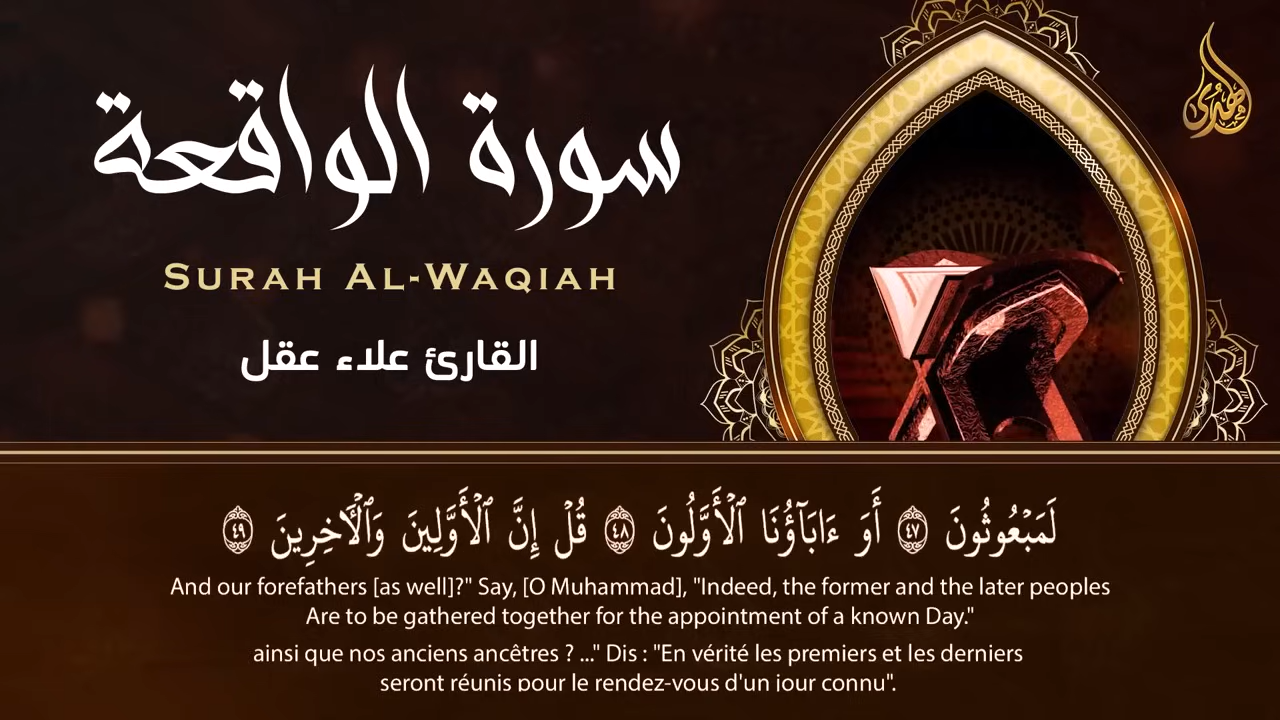 سورة الواقعة
SURAH AL-WAQIAH
القارئ علاء عقل
هدى
لَمَبْعُوثُونَ ٤٧ أَوَ ءَابَآؤُنَا ٱلْأَوَّلُونَ ٤٨ قُلْ إِنَّ ٱلْأَوَّلِينَ وَٱلْـَٔاخِرِينَ ٤٩
And our forefathers [as well]?" Say, [O Muhammad], "Indeed, the former and the later peoples
Are to be gathered together for the appointment of a known Day."
ainsi que nos anciens ancêtres ? ..." Dis : "En vérité les premiers et les derniers
seront réunis pour le rendez-vous d'un jour connu".